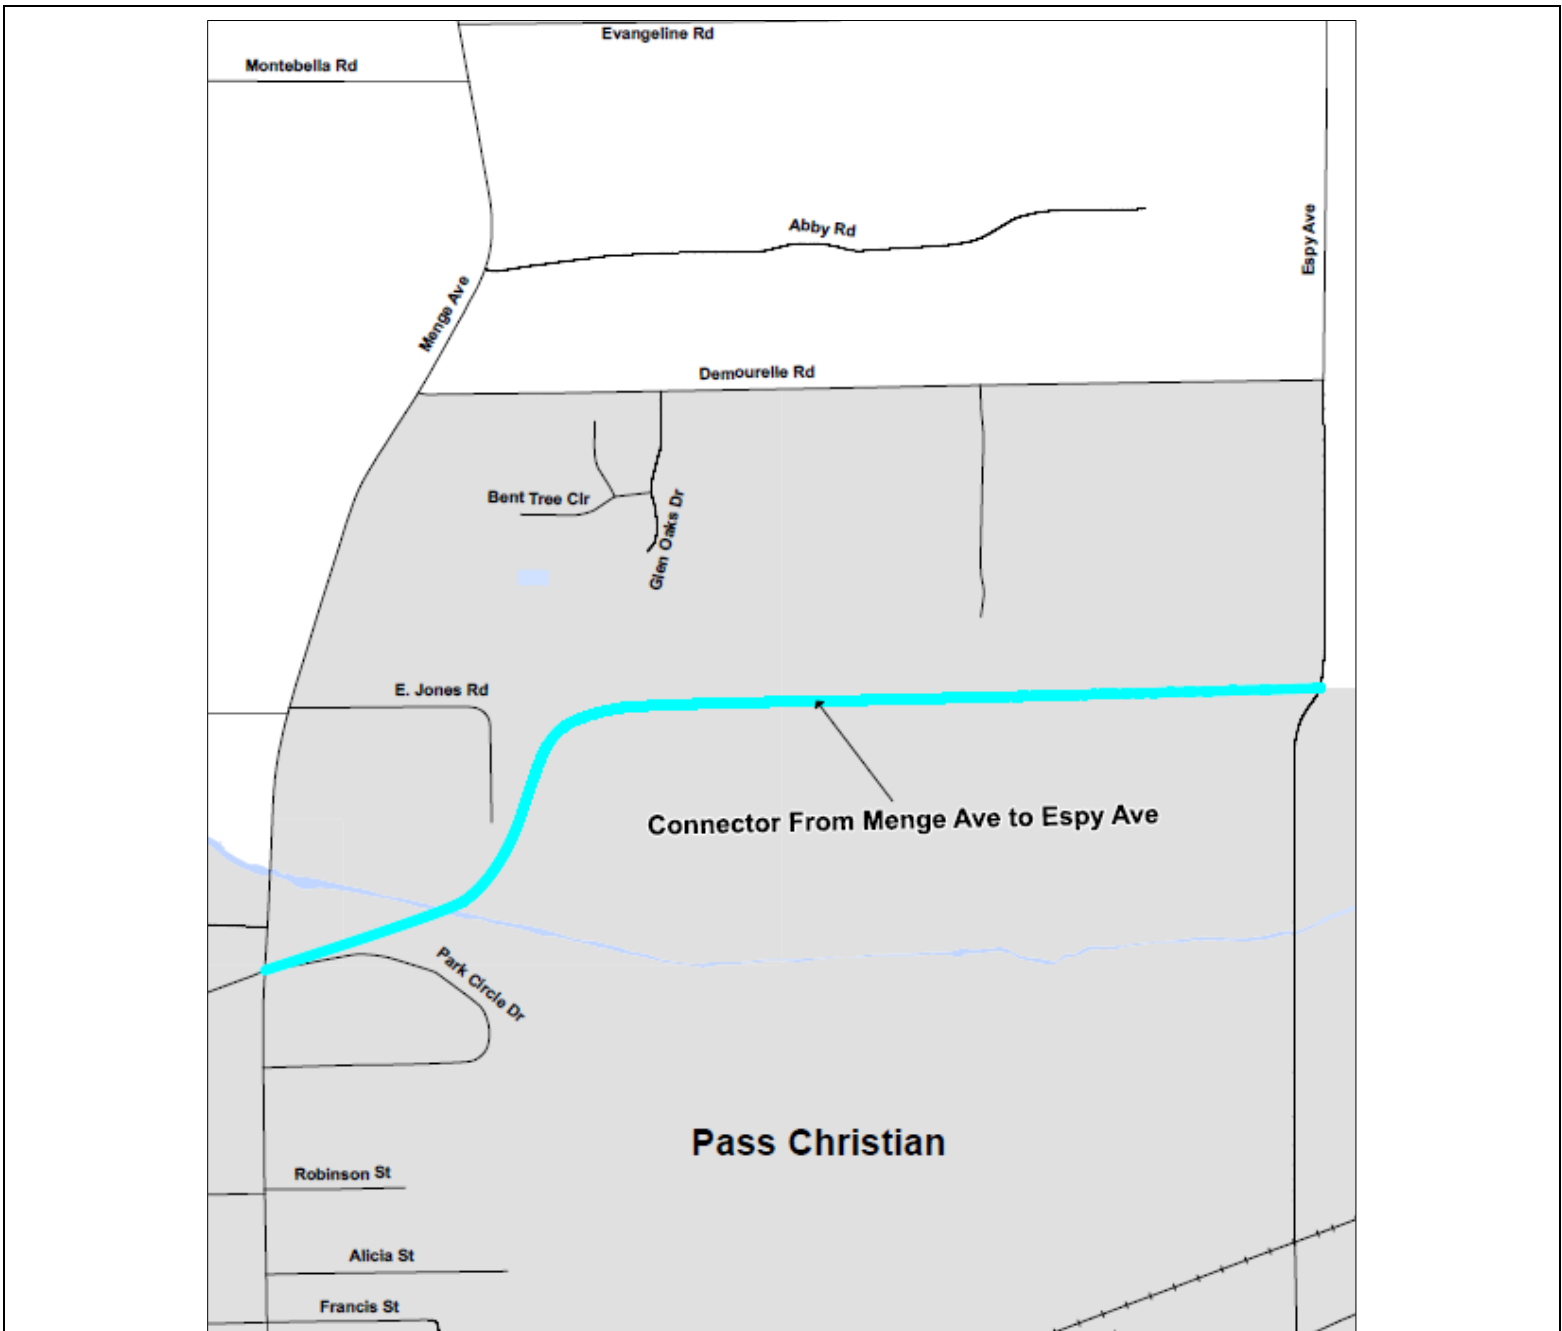 Evangeline Rd
Montebella Rd
Abby Rd
Espy Ave
Menge Ave
Demourelle Rd
Bent Tree Cir
Glen Oaks Dr
E. Jones Rd
Connector From Menge Ave to Espy Ave
Park Circle Dr
Pass Christian
Robinson St
Alicia St
Francis St